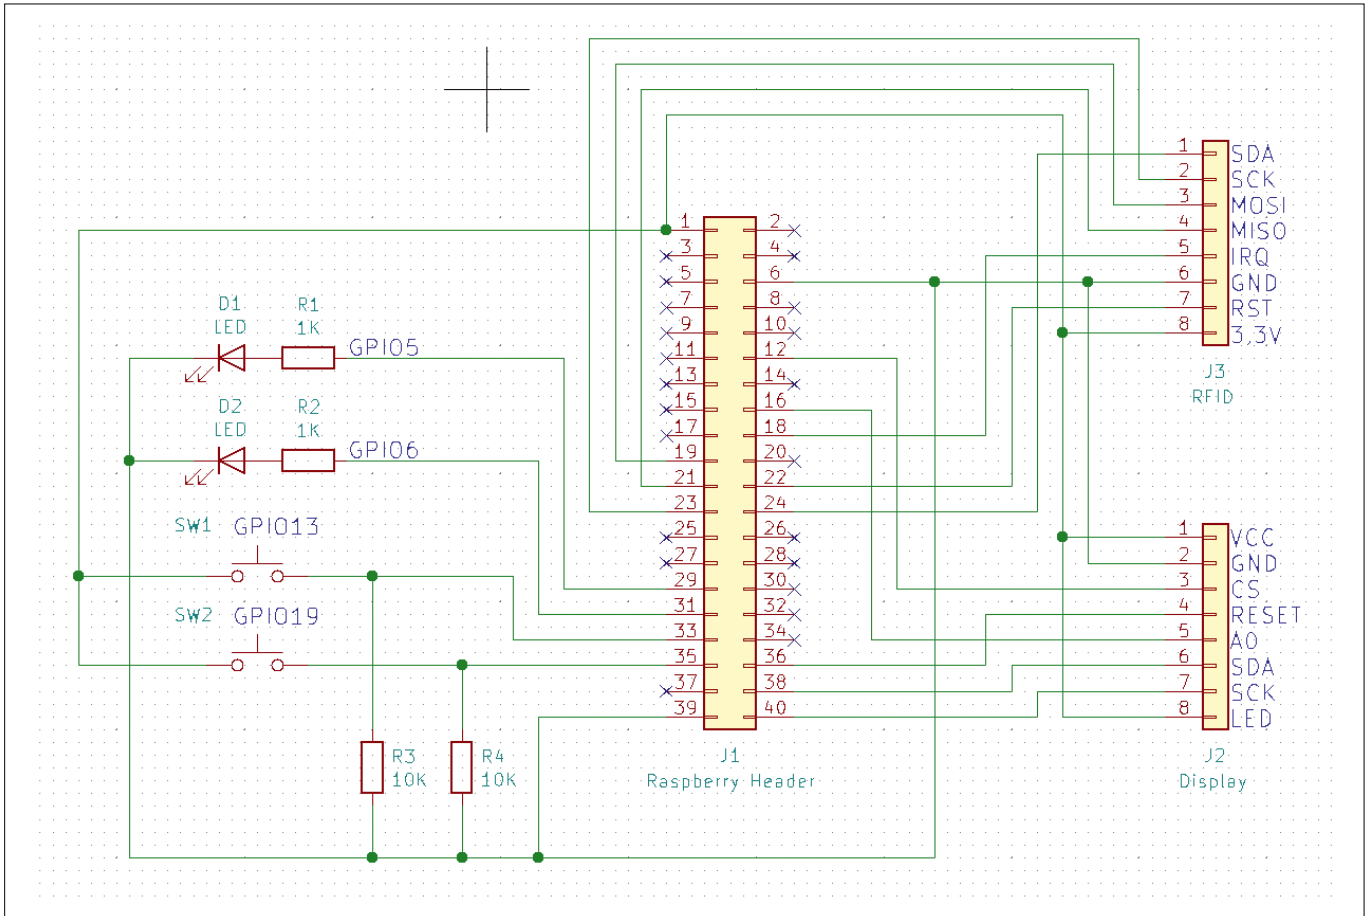 D1
LED
R1
1K
GPIO5
D2
LED
R2
1K
GPIO6
SW1
GPIO13
SW2
GPIO19
R3
10K
R4
10K
1 2
3 4
5 6
7 8
9 10
11 12
13 14
15 16
17 18
19 20
21 22
23 24
25 26
27 28
29 30
31 32
33 34
35 36
37 38
39 40
J1
Raspberry Header
1 SDA
2 SCK
3 MOSI
4 MISO
5 IRQ
6 GND
7 RST
8 3,3V
J3
RFID
1 VCC
2 GND
3 CS
4 RESET
5 A0
6 SDA
7 SCK
8 LED
J2
Display